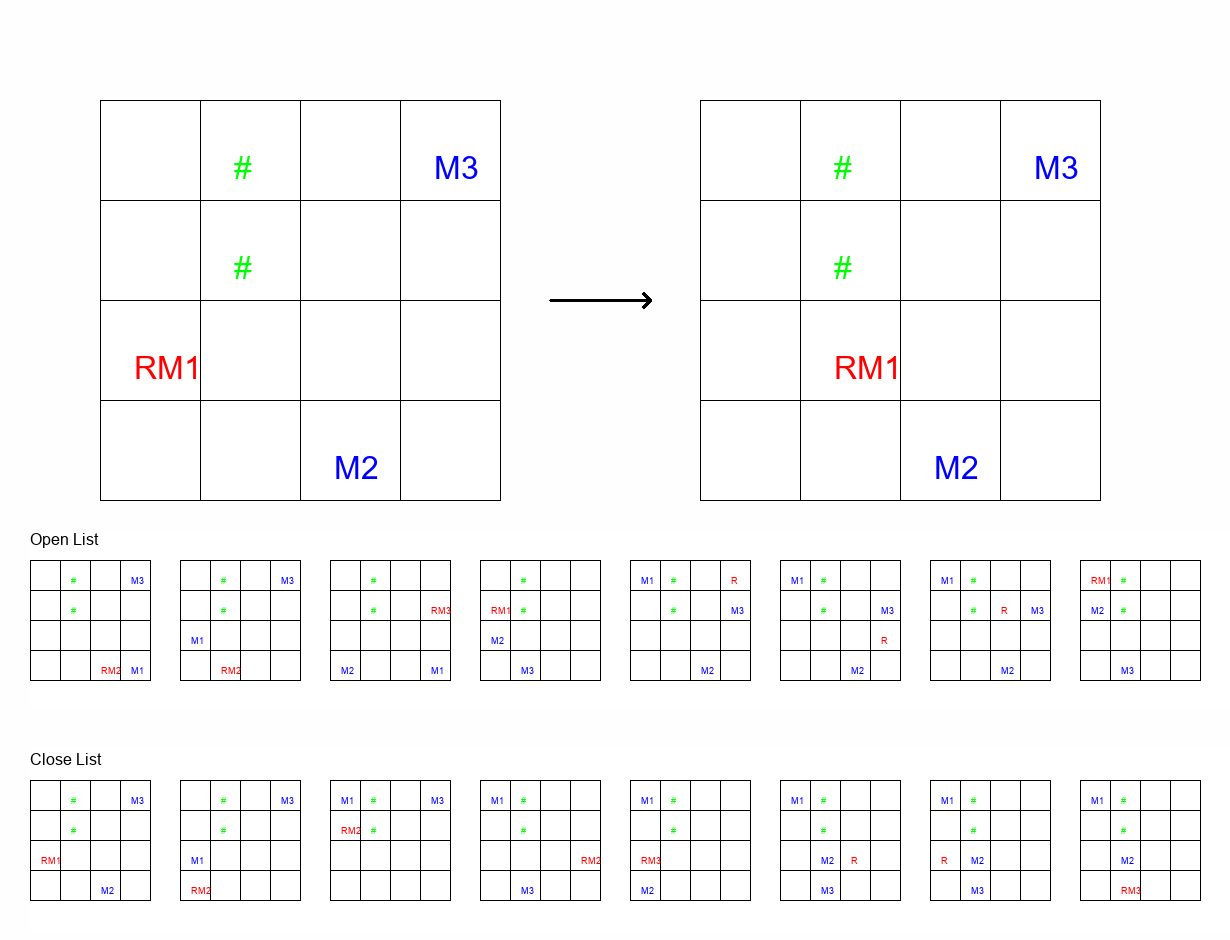 # M3 # M3
# #
RM1 RM1
M2 M2
Open List
# M3 # M3 # # M1 # R M1 # M1 # RM1 #
# # # RM3 RM1 # # M3 # M3 # R M3 M2 #
M1 M2 R
RM2 M1 RM2 M2 M1 M3 M2 M2 M2 M3
Close List
# M3 # M3 M1 # M3 M1 # M1 # M1 # M1 # M1 #
# # RM2 # # # # # #
RM1 M1 RM2 RM3 M2 R R M2 M2
M2 RM2 M3 M2 M3 M3 RM3